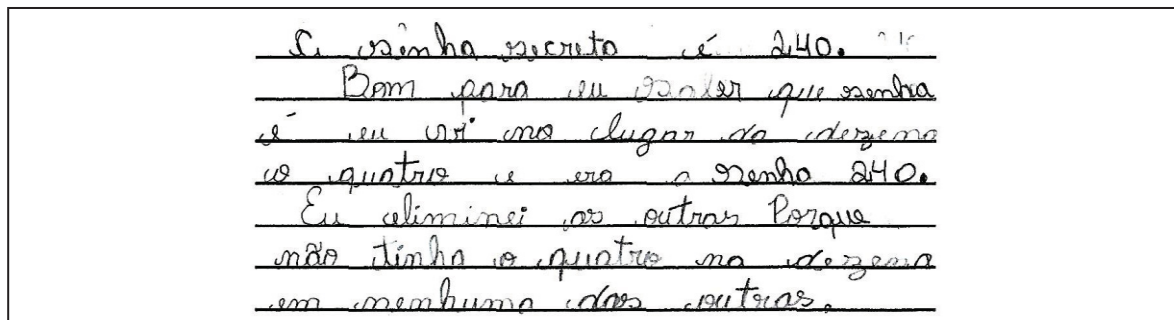 A senha secreta é 240.
Bom para eu saber que senha
é eu vi no lugar da dezena
o quatro e era a senha 240.
Eu eliminei as outras Porque
não tinha o quatro na dezena
em nenhuma das outras.